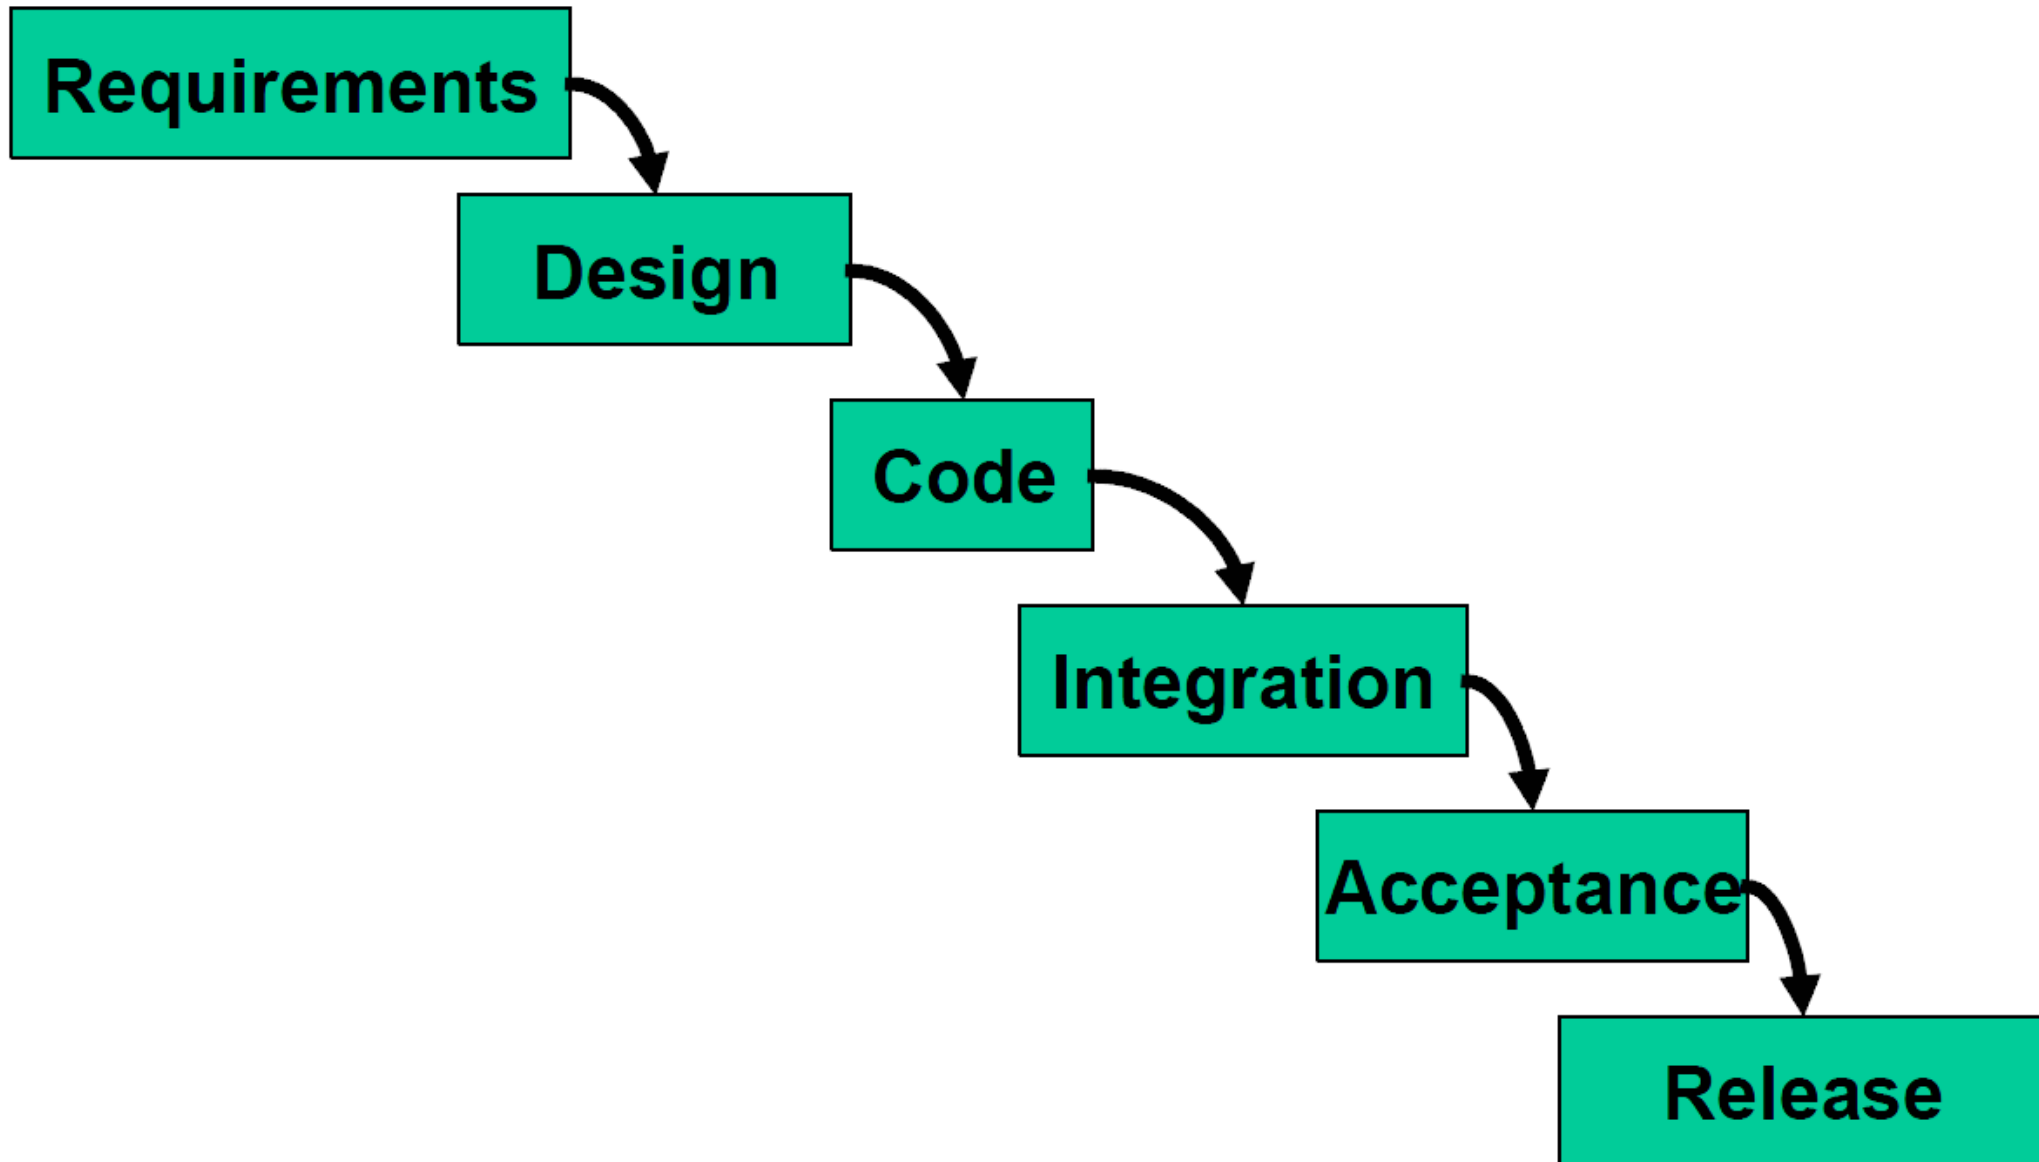 Requirements
Design
Code
Integration
Acceptance
Release